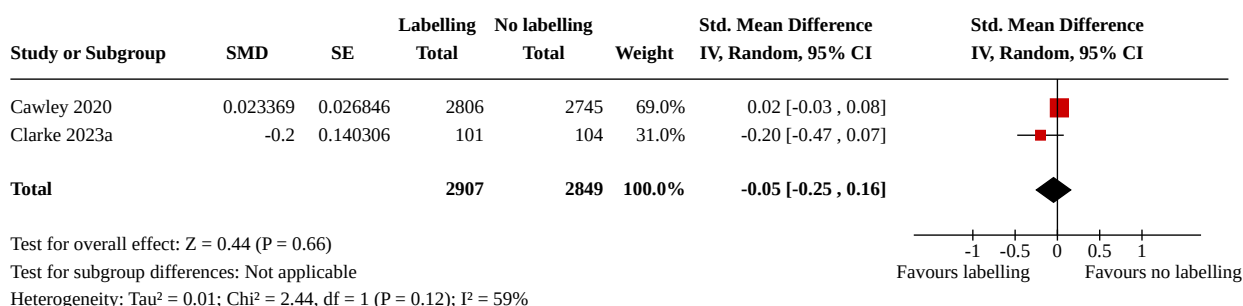 Labelling No labelling Std. Mean Difference Std. Mean Difference
Study or Subgroup SMD SE Total Total Weight IV, Random, 95% CI IV, Random, 95% CI
Cawley 2020 0.023369 0.026846 2806 2745 69.0% 0.02 [-0.03 , 0.08]
Clarke 2023a -0.2 0.140306 101 104 31.0% -0.20 [-0.47 , 0.07]
Total 2907 2849 100.0% -0.05 [-0.25 , 0.16]
Test for overall effect: Z = 0.44 (P = 0.66)
-1 -0.5 0 0.5 1
Test for subgroup differences: Not applicable
Favours labelling Favours no labelling
Heterogeneity: Tau² = 0.01; Chi² = 2.44, df = 1 (P = 0.12); I² = 59%